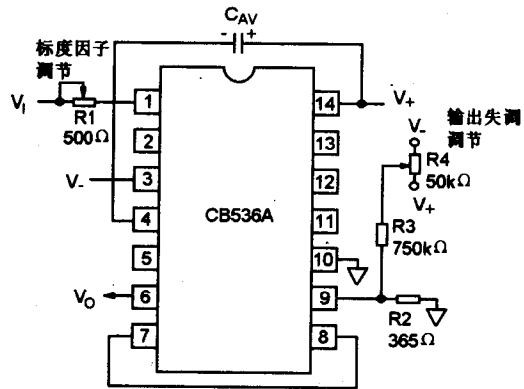 CAV
- +
标度因子
调节
VI
R1
500Ω
1
2
V-
3
4
5
VO
6
7
CB536A
14
V+
13
12
11
10
9
8
输出失调
调节
V-
R4
50kΩ
V+
R3
750kΩ
R2
365Ω